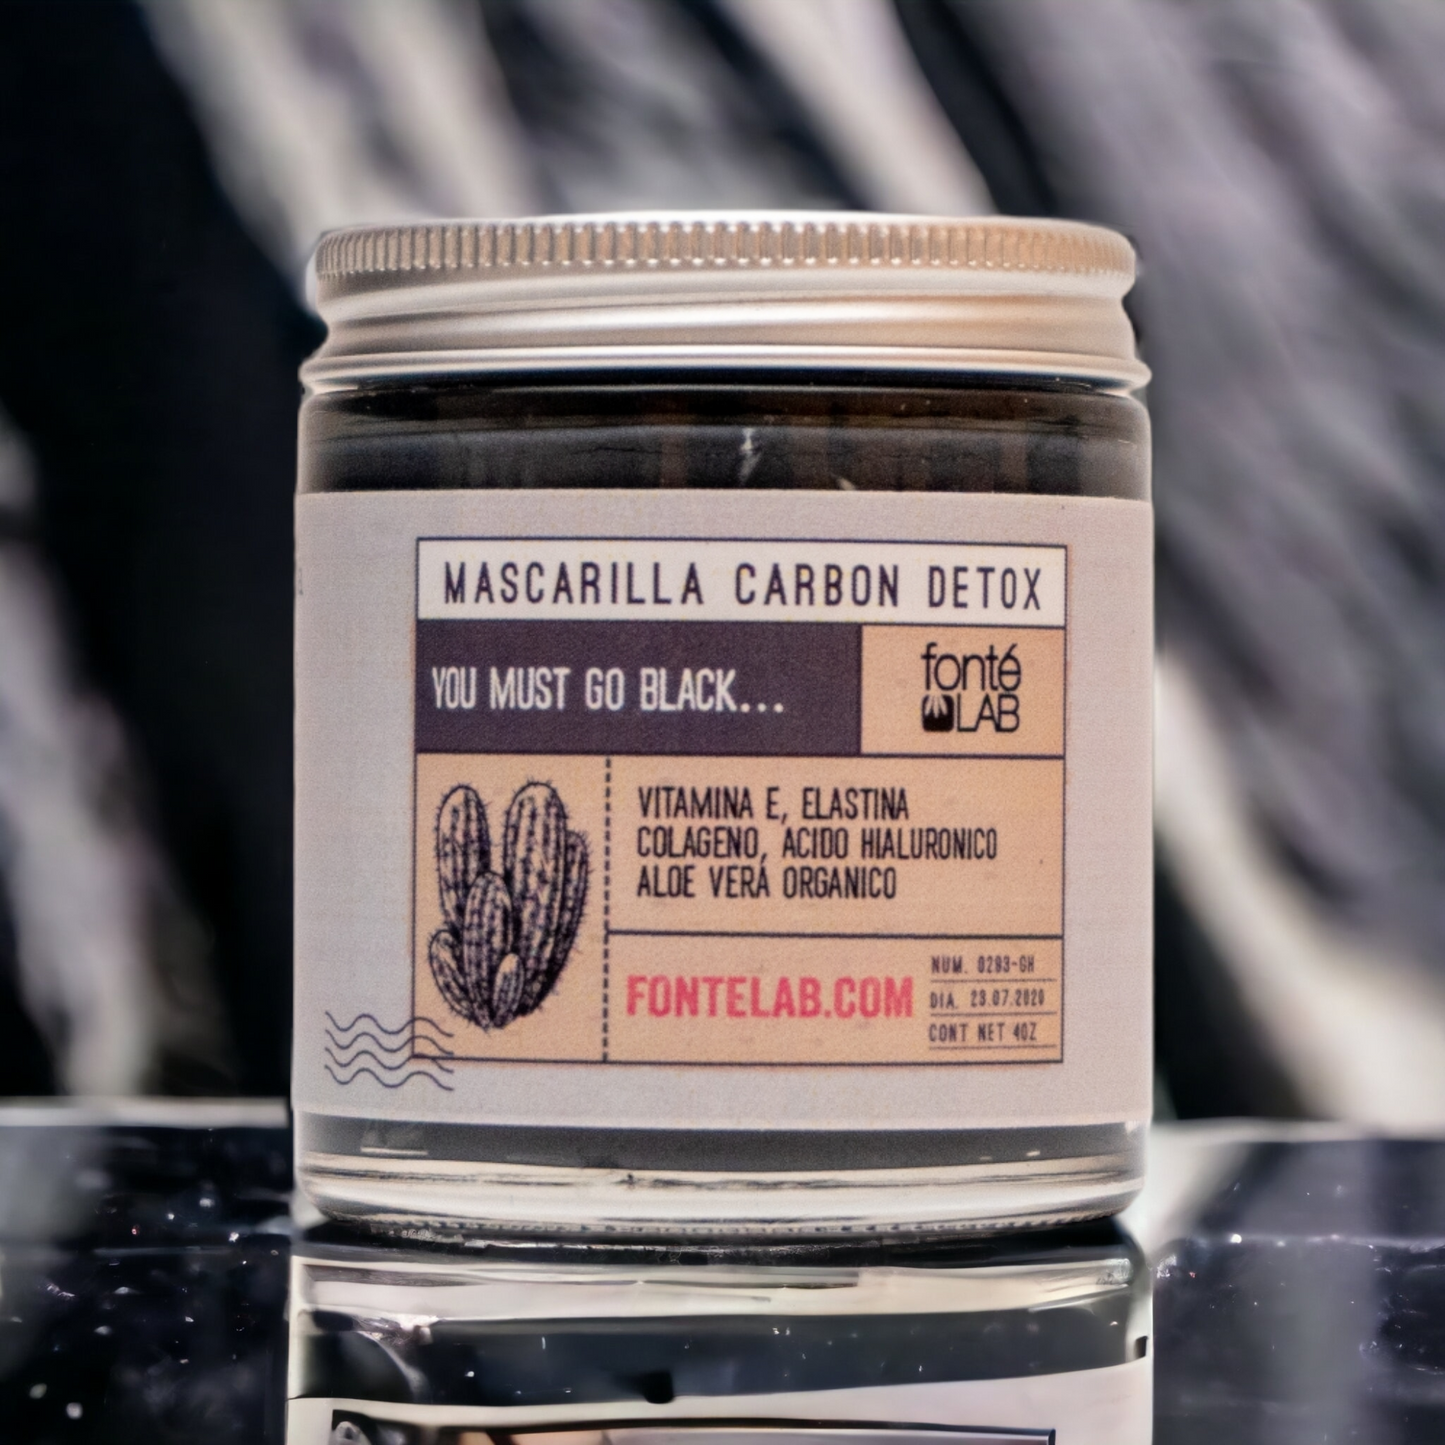 MASCARILLA CARBON DETOX
YOU MUST GO BLACK...
fonté
LAB
VITAMINA E, ELASTINA
COLAGENO, ACIDO HIALURONICO
ALOE VERÁ ORGANICO
FONTELAB.COM
NUM. 0293-GH
DIA. 23.07.2020
CONT NET 4OZ